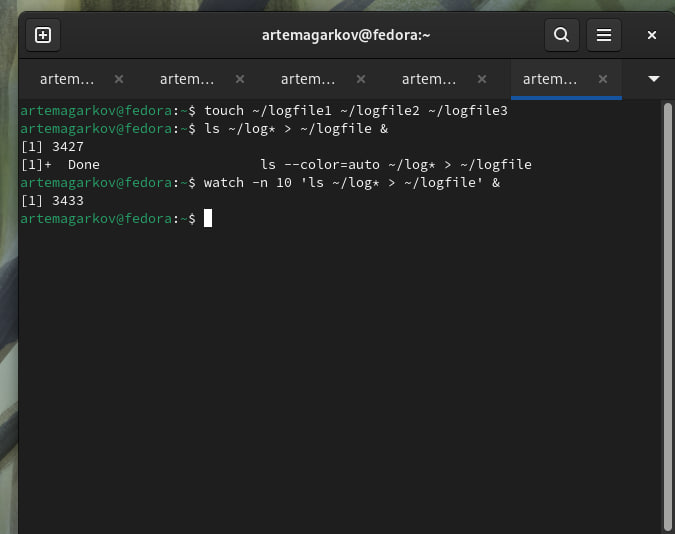 artemagarkov@fedora:~
artem… artem… artem… artem… artem…
artemagarkov@fedora:~$ touch ~/logfile1 ~/logfile2 ~/logfile3
artemagarkov@fedora:~$ ls ~/log* > ~/logfile &
[1] 3427
[1]+  Done                    ls --color=auto ~/log* > ~/logfile
artemagarkov@fedora:~$ watch -n 10 'ls ~/log* > ~/logfile' &
[1] 3433
artemagarkov@fedora:~$